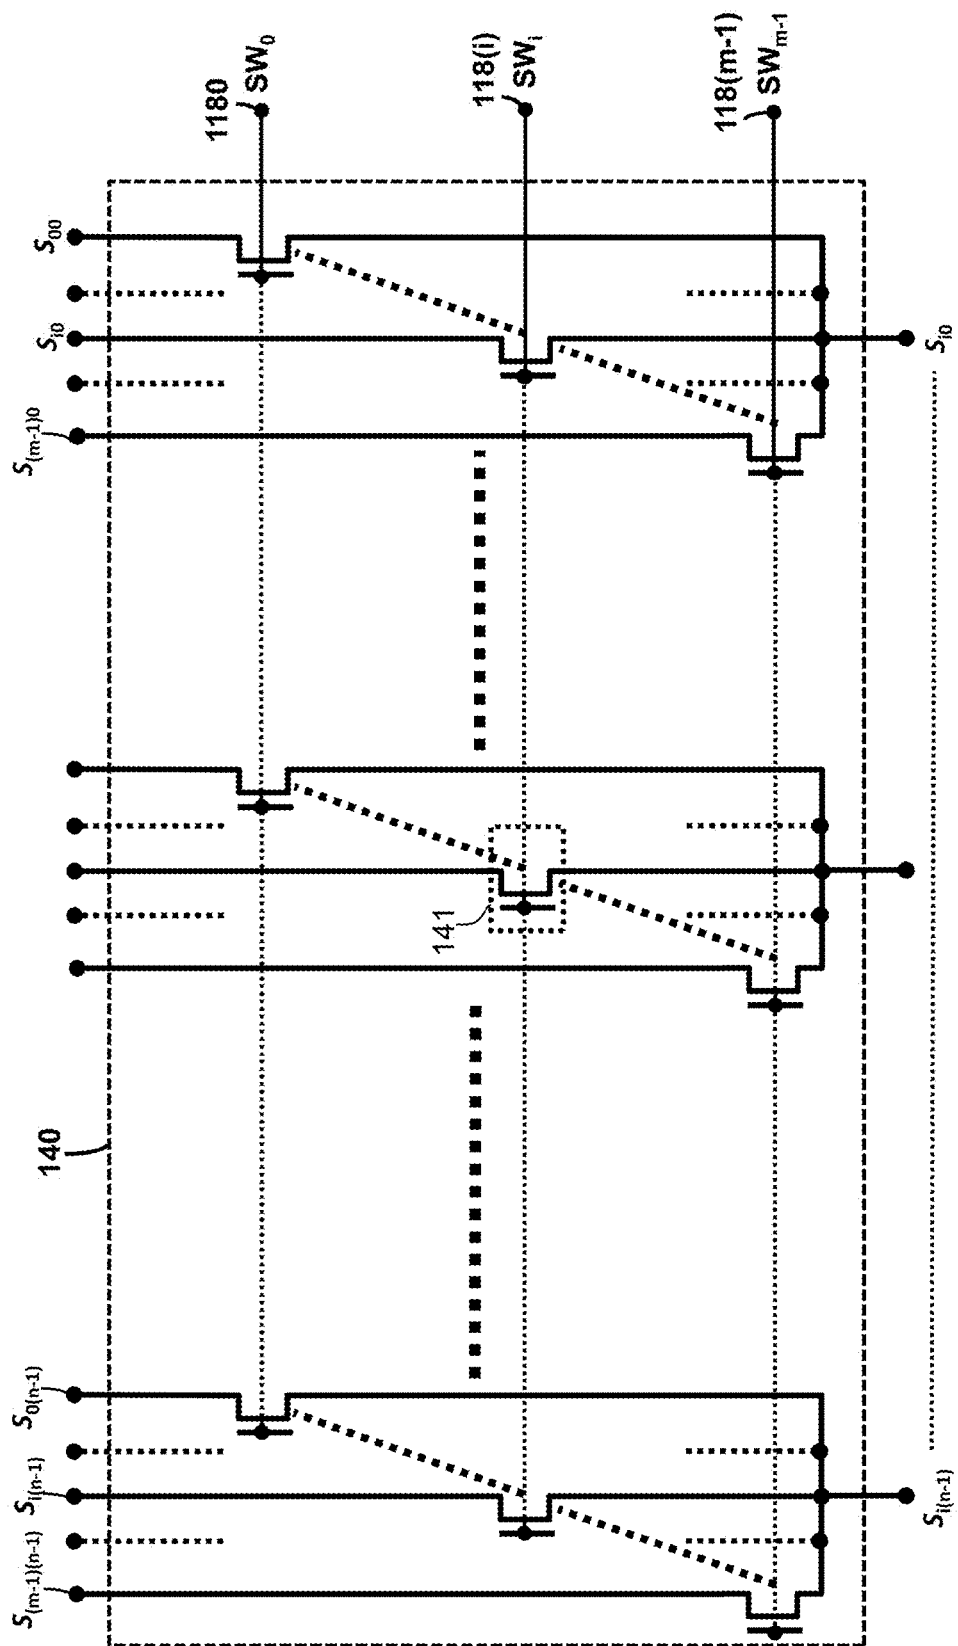 1180
SW0
118(i)
SWi
118(m-1)
SWm-1
S00
Si0
S(m-1)0
Si0
141
140
S0(n-1)
Si(n-1)
S(m-1)(n-1)
Si(n-1)